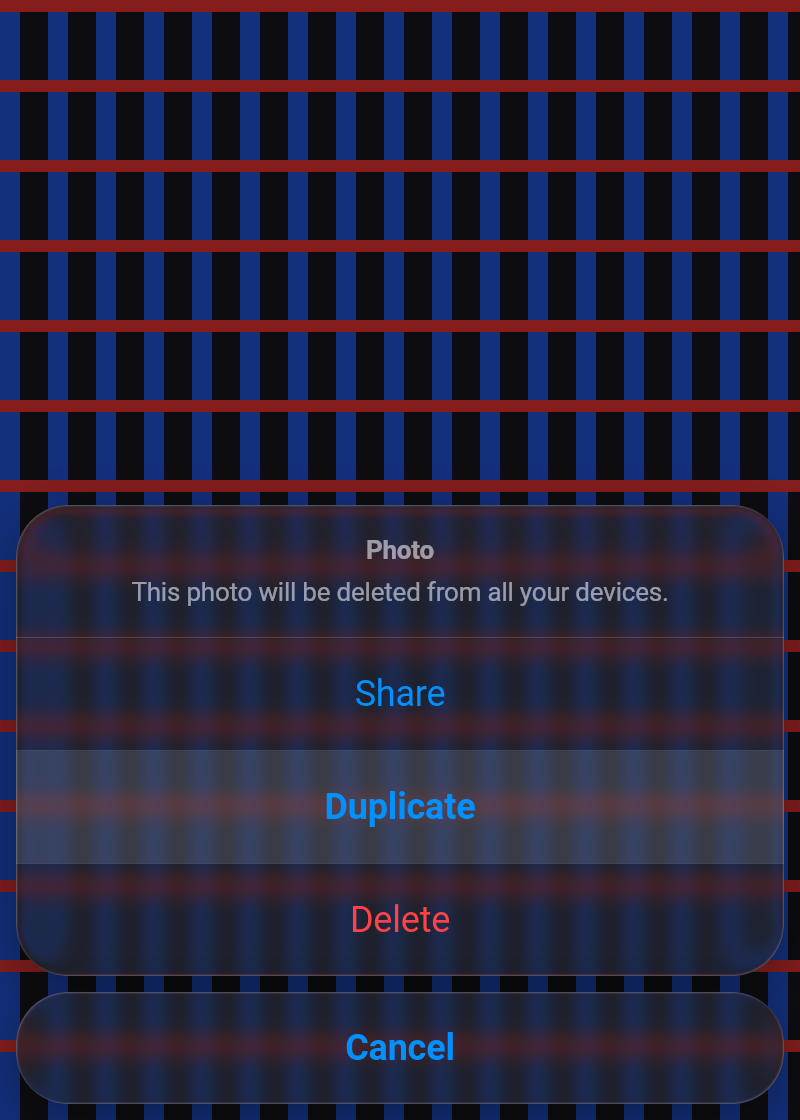 Photo
This photo will be deleted from all your devices.
Share
Duplicate
Delete
Cancel